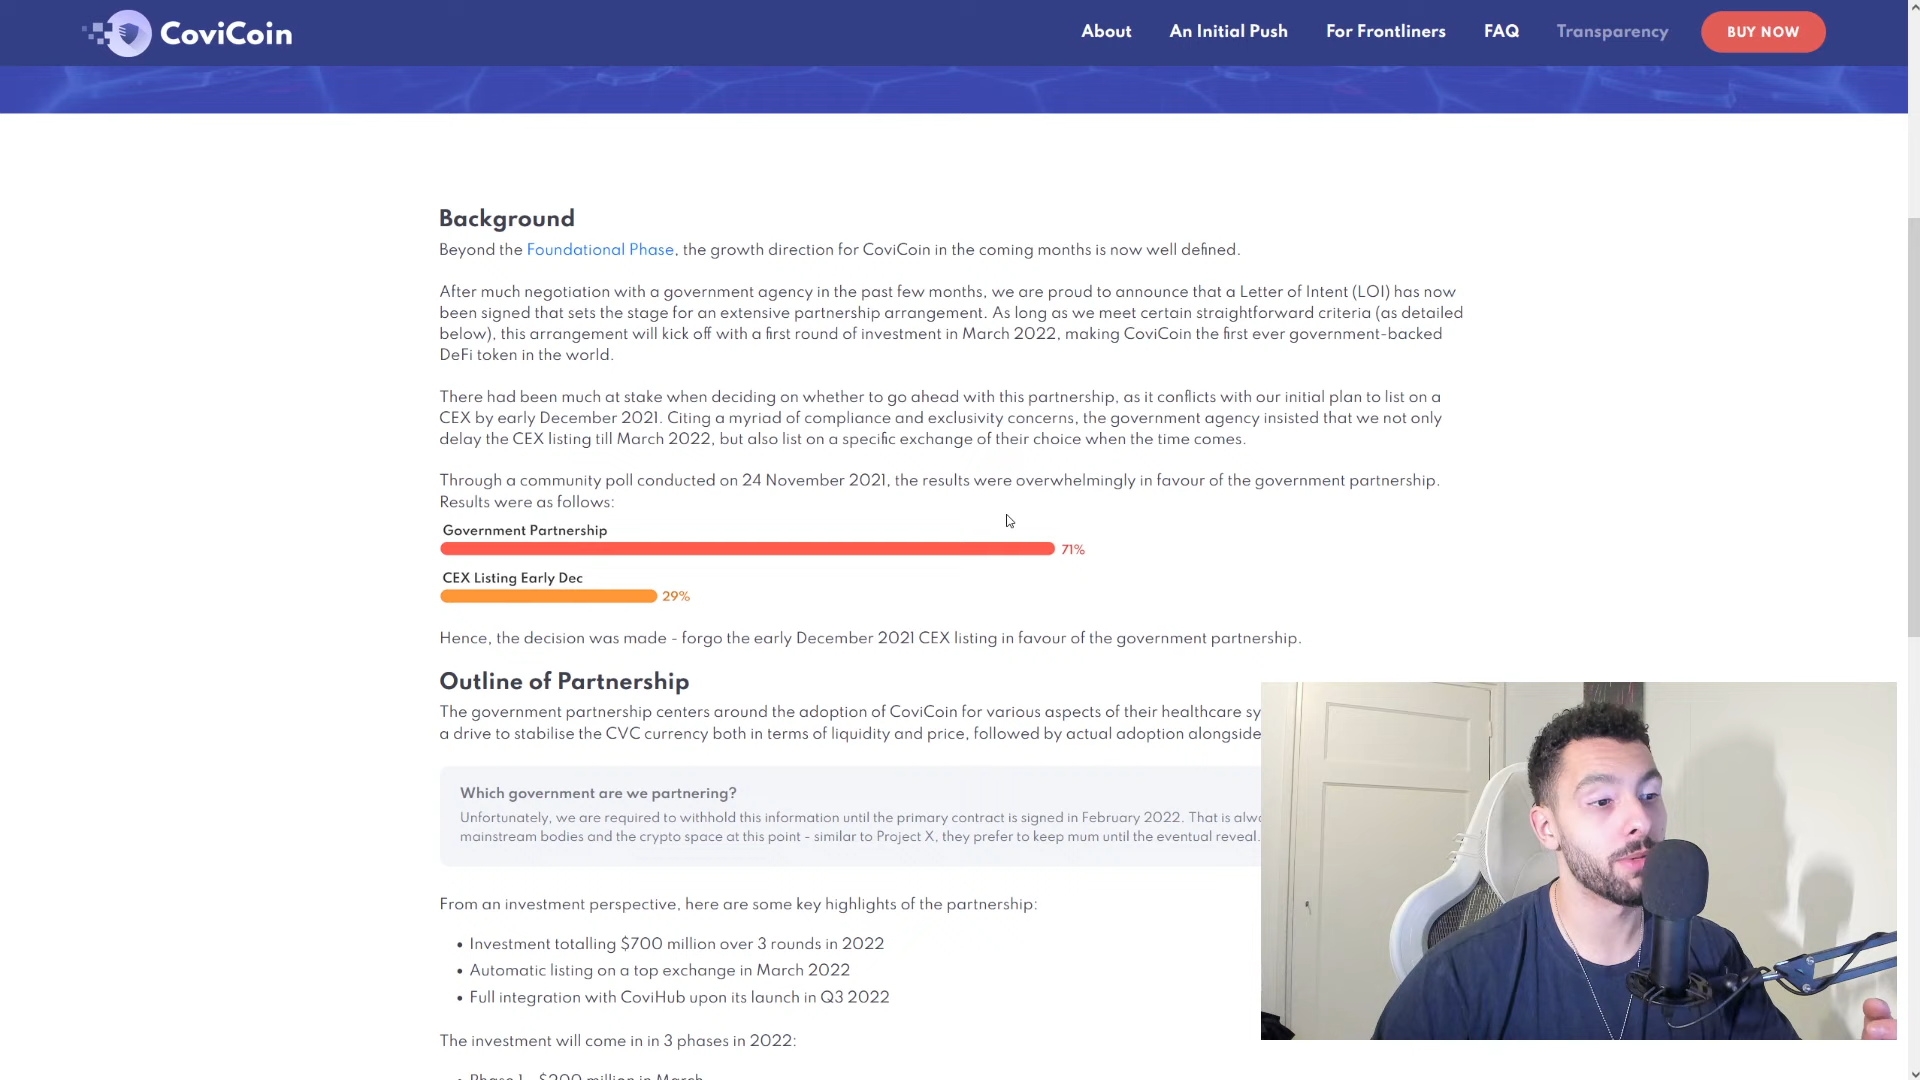 CoviCoin
About
An Initial Push
For Frontliners
FAQ
Transparency
BUY NOW
Background
Beyond the Foundational Phase, the growth direction for CoviCoin in the coming months is now well defined.
After much negotiation with a government agency in the past few months, we are proud to announce that a Letter of Intent (LOI) has now
been signed that sets the stage for an extensive partnership arrangement. As long as we meet certain straightforward criteria (as detailed
below), this arrangement will kick off with a first round of investment in March 2022, making CoviCoin the first ever government-backed
DeFi token in the world.
There had been much at stake when deciding on whether to go ahead with this partnership, as it conflicts with our initial plan to list on a
CEX by early December 2021. Citing a myriad of compliance and exclusivity concerns, the government agency insisted that we not only
delay the CEX listing till March 2022, but also list on a specific exchange of their choice when the time comes.
Through a community poll conducted on 24 November 2021, the results were overwhelmingly in favour of the government partnership.
Results were as follows:
Government Partnership
71%
CEX Listing Early Dec
29%
Hence, the decision was made - forgo the early December 2021 CEX listing in favour of the government partnership.
Outline of Partnership
The government partnership centers around the adoption of CoviCoin for various aspects of their healthcare sy
a drive to stabilise the CVC currency both in terms of liquidity and price, followed by actual adoption alongside
Which government are we partnering?
Unfortunately, we are required to withhold this information until the primary contract is signed in February 2022. That is alwa
mainstream bodies and the crypto space at this point - similar to Project X, they prefer to keep mum until the eventual reveal.
From an investment perspective, here are some key highlights of the partnership:
• Investment totalling $700 million over 3 rounds in 2022
• Automatic listing on a top exchange in March 2022
• Full integration with CoviHub upon its launch in Q3 2022
The investment will come in in 3 phases in 2022:
• Phase 1 - $200 million in March